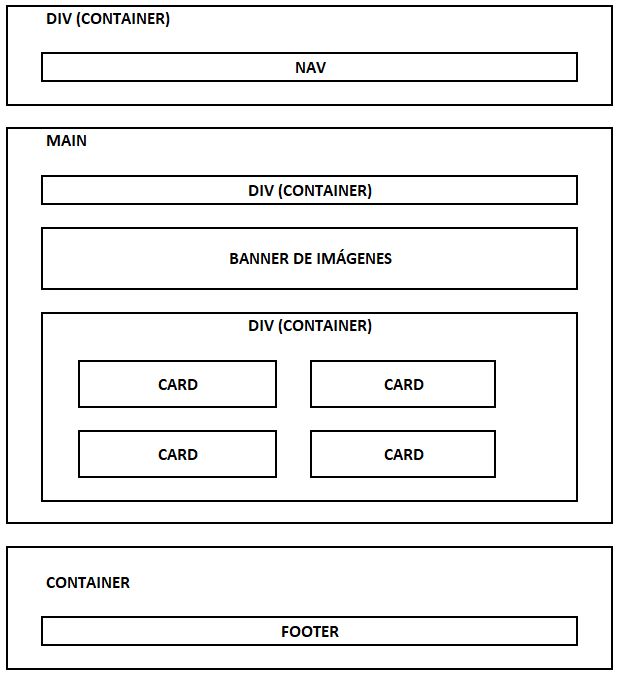 DIV (CONTAINER)
NAV
MAIN
DIV (CONTAINER)
BANNER DE IMÁGENES
DIV (CONTAINER)
CARD
CARD
CARD
CARD
CONTAINER
FOOTER